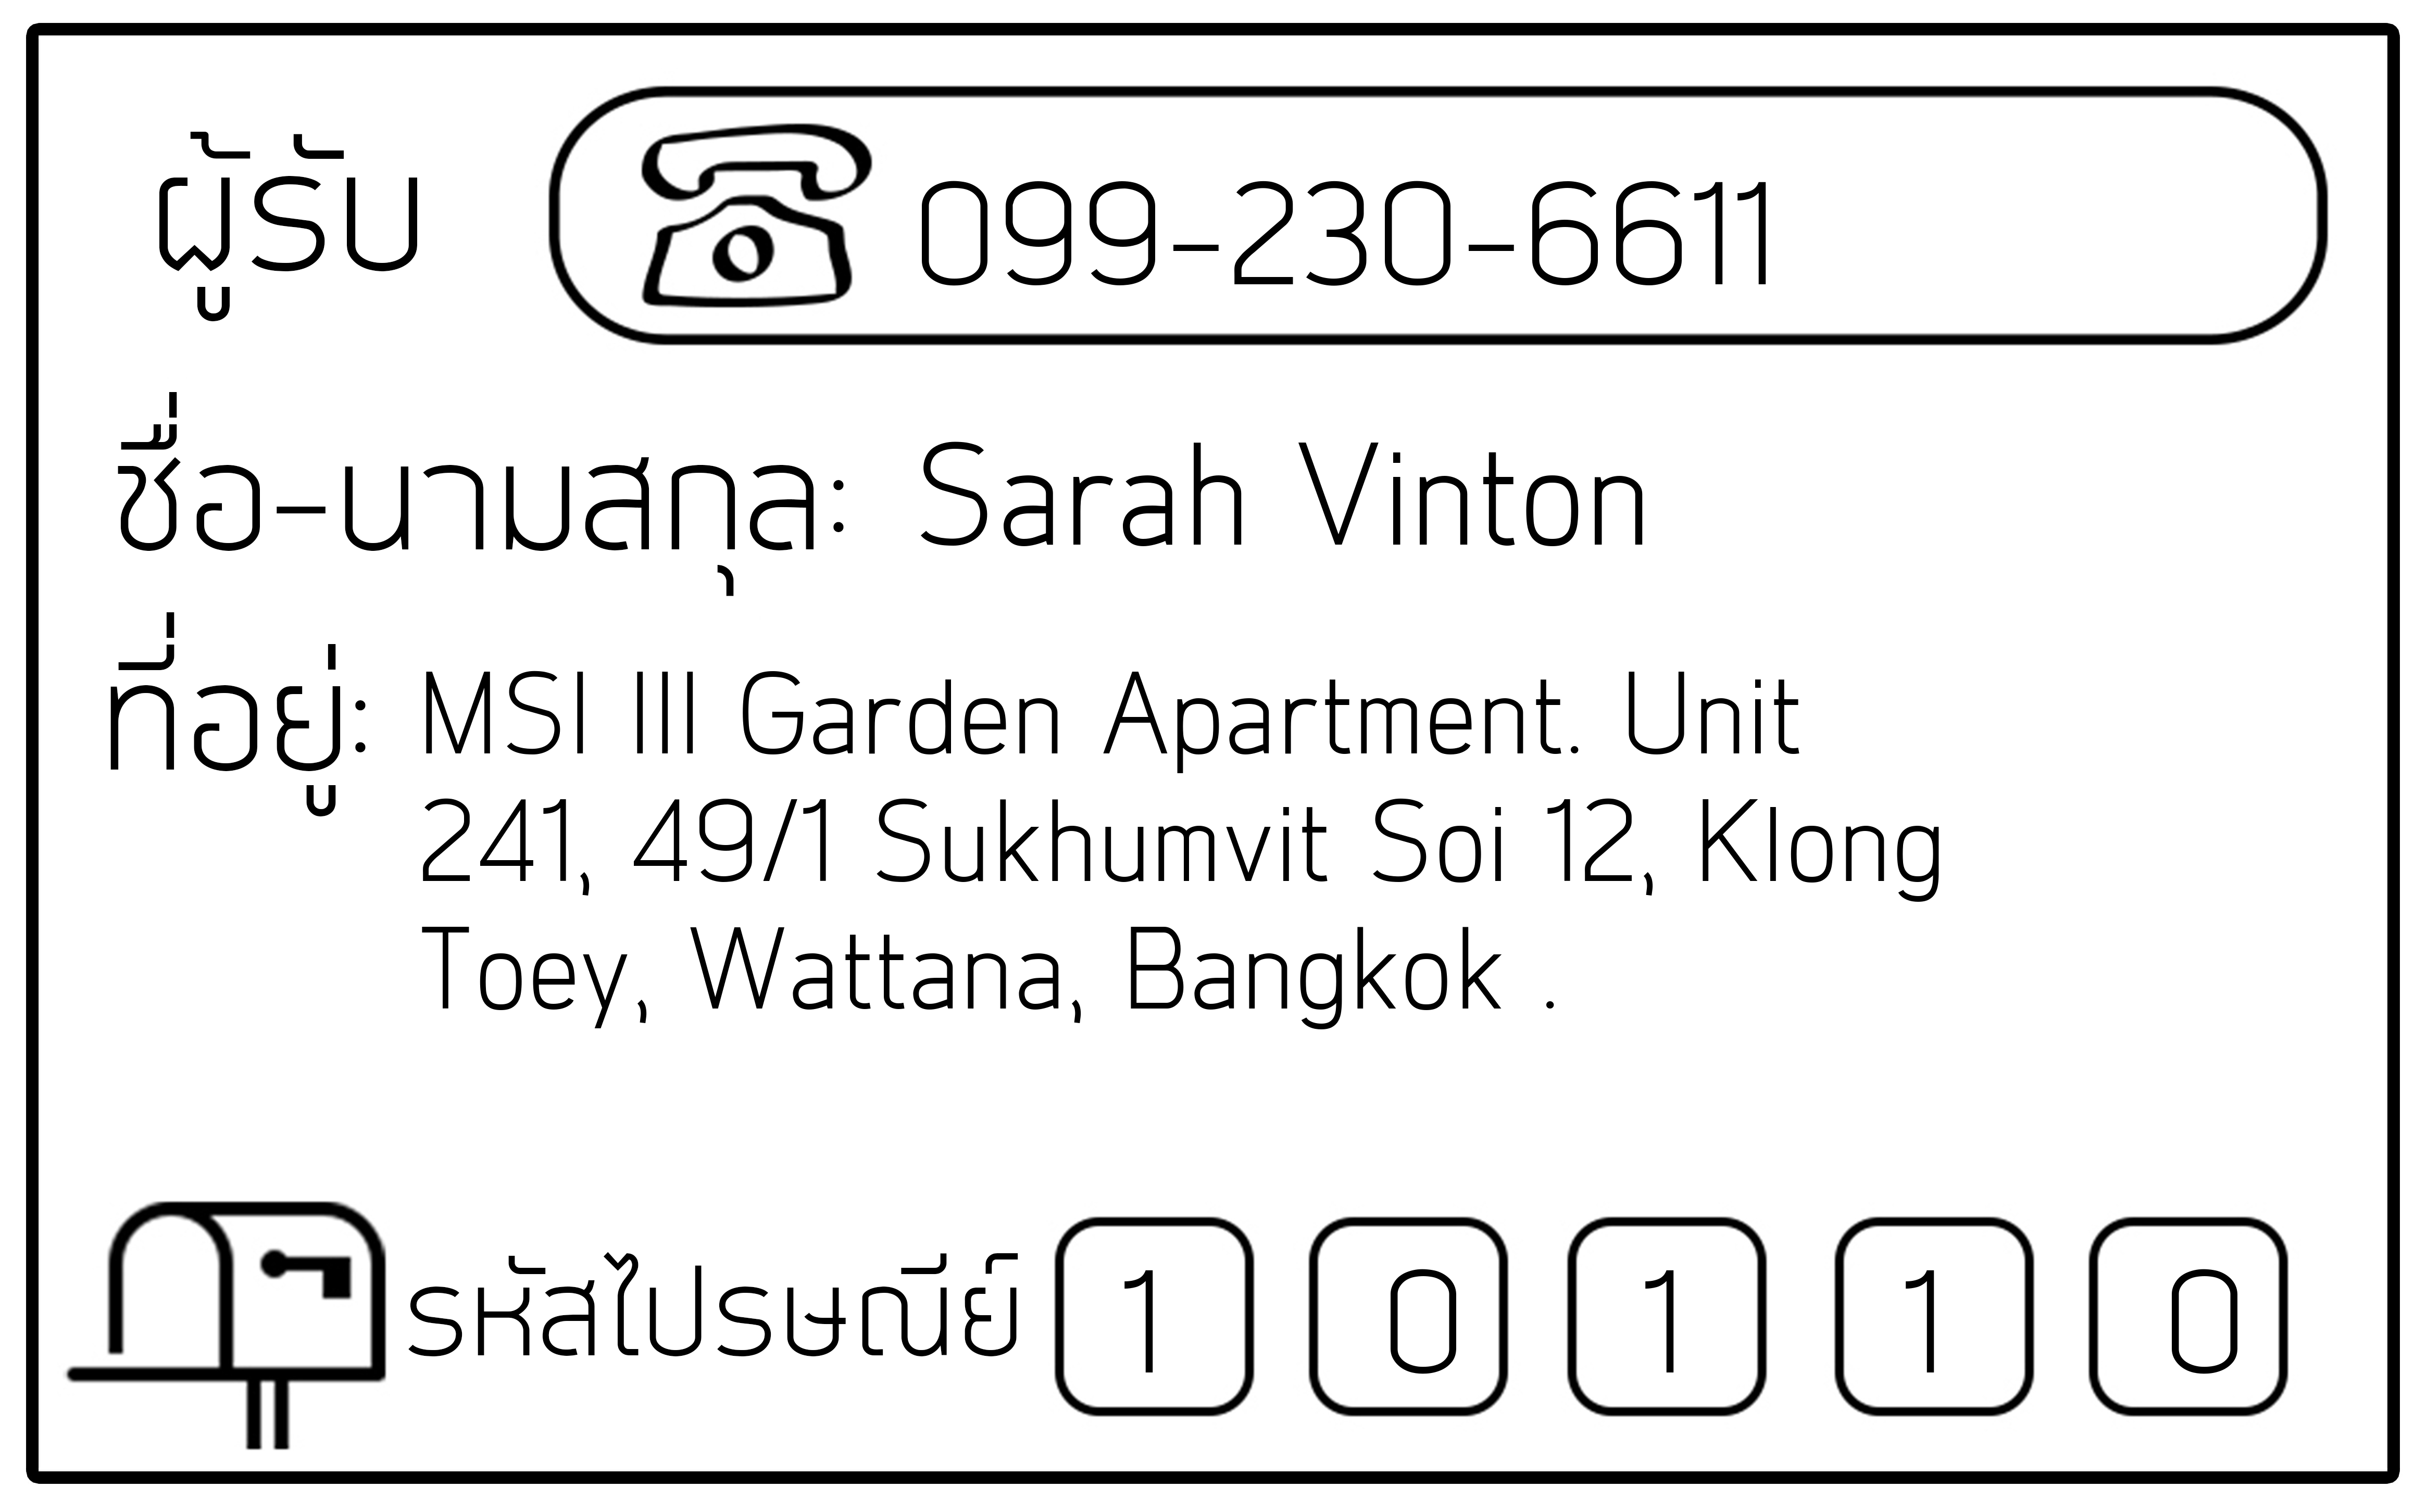 ผู้รับ 099-230-6611
ชื่อ-นามสกุล: Sarah Vinton
ที่อยู่: MSI III Garden Apartment. Unit
241, 49/1 Sukhumvit Soi 12, Klong
Toey, Wattana, Bangkok .
รหัสไปรษณีย์ 1 0 1 1 0